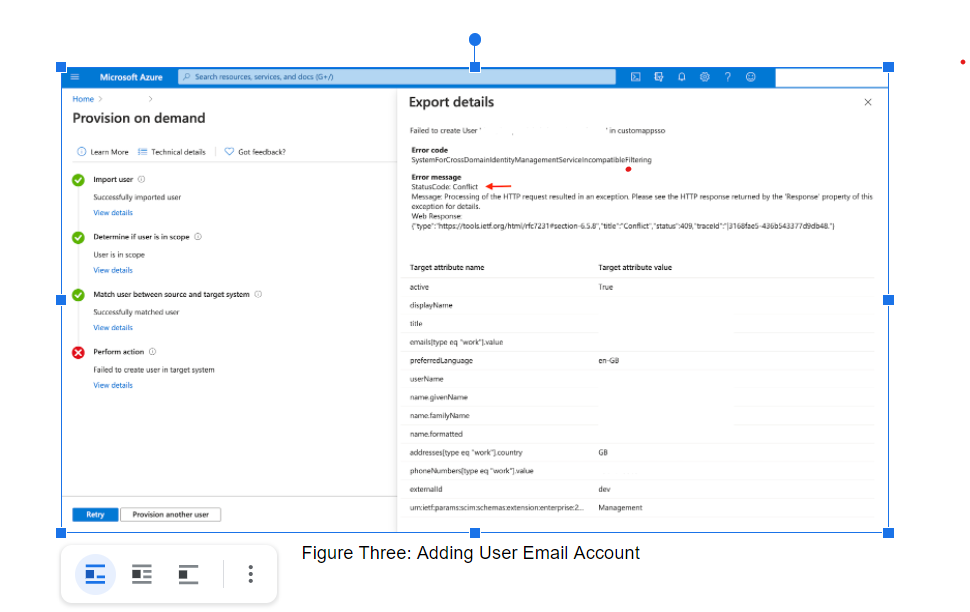 Microsoft Azure
Search resources, services, and docs (G+/)
Home
Provision on demand
Learn More
Technical details
Got feedback?
Import user
Successfully imported user
View details
Determine if user is in scope
User is in scope
View details
Match user between source and target system
Successfully matched user
View details
Perform action
Failed to create user in target system
View details
Retry
Provision another user
Export details
Failed to create User ' ' in customappsso
Error code
SystemForCrossDomainIdentityManagementServiceIncompatibleFiltering
Error message
StatusCode: Conflict
Message: Processing of the HTTP request resulted in an exception. Please see the HTTP response returned by the 'Response' property of this
exception for details.
Web Response:
{"type":"https://tools.ietf.org/html/rfc7231#section-6.5.8","title":"Conflict","status":409,"traceId":"|3168fae5-436b543377d9db48."}
Target attribute name Target attribute value
active True
displayName
title
emails[type eq "work"].value
preferredLanguage en-GB
userName
name.givenName
name.familyName
name.formatted
addresses[type eq "work"].country GB
phoneNumbers[type eq "work"].value
externalId dev
urn:ietf:params:scim:schemas:extension:enterprise:2... Management
Figure Three: Adding User Email Account